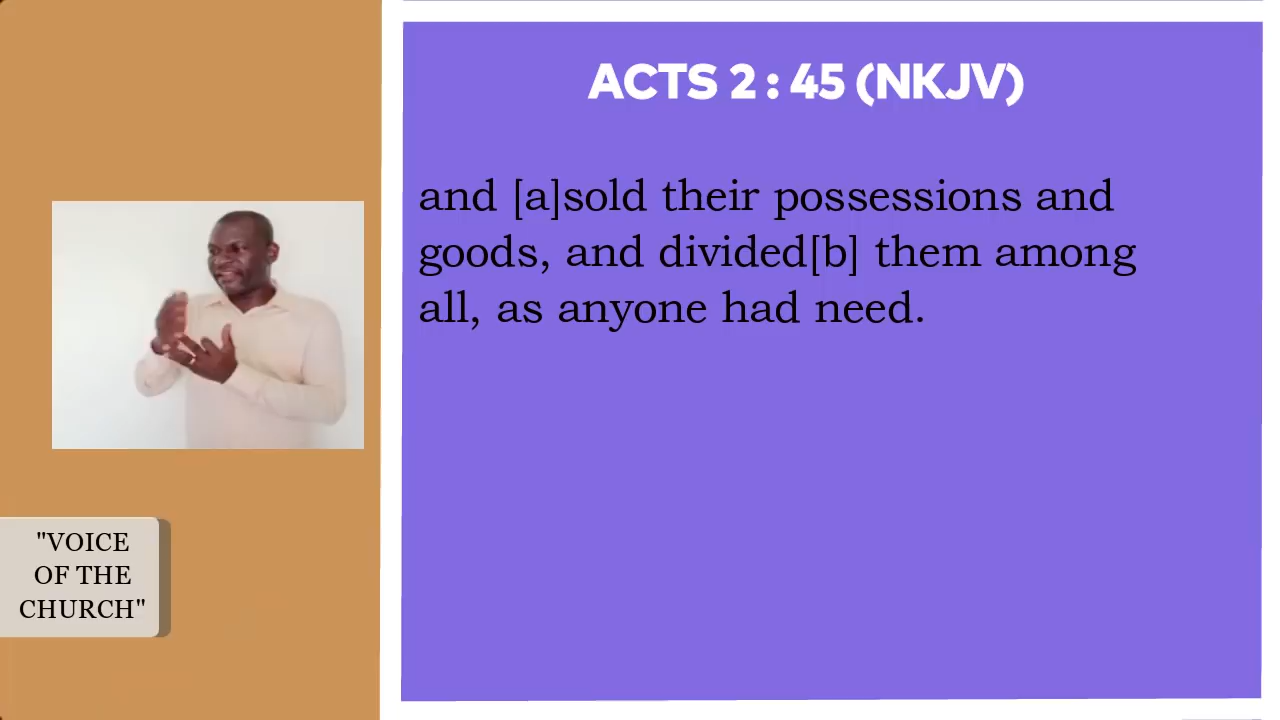 ACTS 2 : 45 (NKJV)
and [a]sold their possessions and
goods, and divided[b] them among
all, as anyone had need.
"VOICE
OF THE
CHURCH"